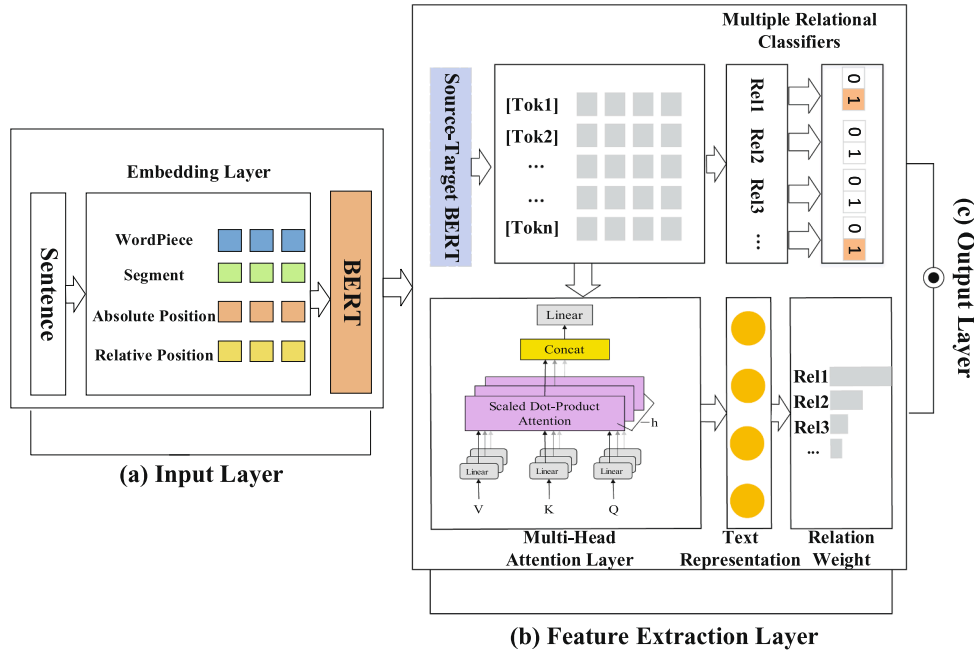 Embedding Layer
Sentence
WordPiece
Segment
Absolute Position
Relative Position
BERT
(a) Input Layer
Multiple Relational
Classifiers
Source-Target BERT
[Tok1]
[Tok2]
...
...
[Tokn]
Rel1
Rel2
Rel3
...
0
1
0
1
0
1
0
1
Linear
Concat
Scaled Dot-Product
Attention
h
Linear
Linear
Linear
V
K
Q
Multi-Head
Attention Layer
Text
Representation
Rel1
Rel2
Rel3
...
Relation
Weight
(b) Feature Extraction Layer
(c) Output Layer